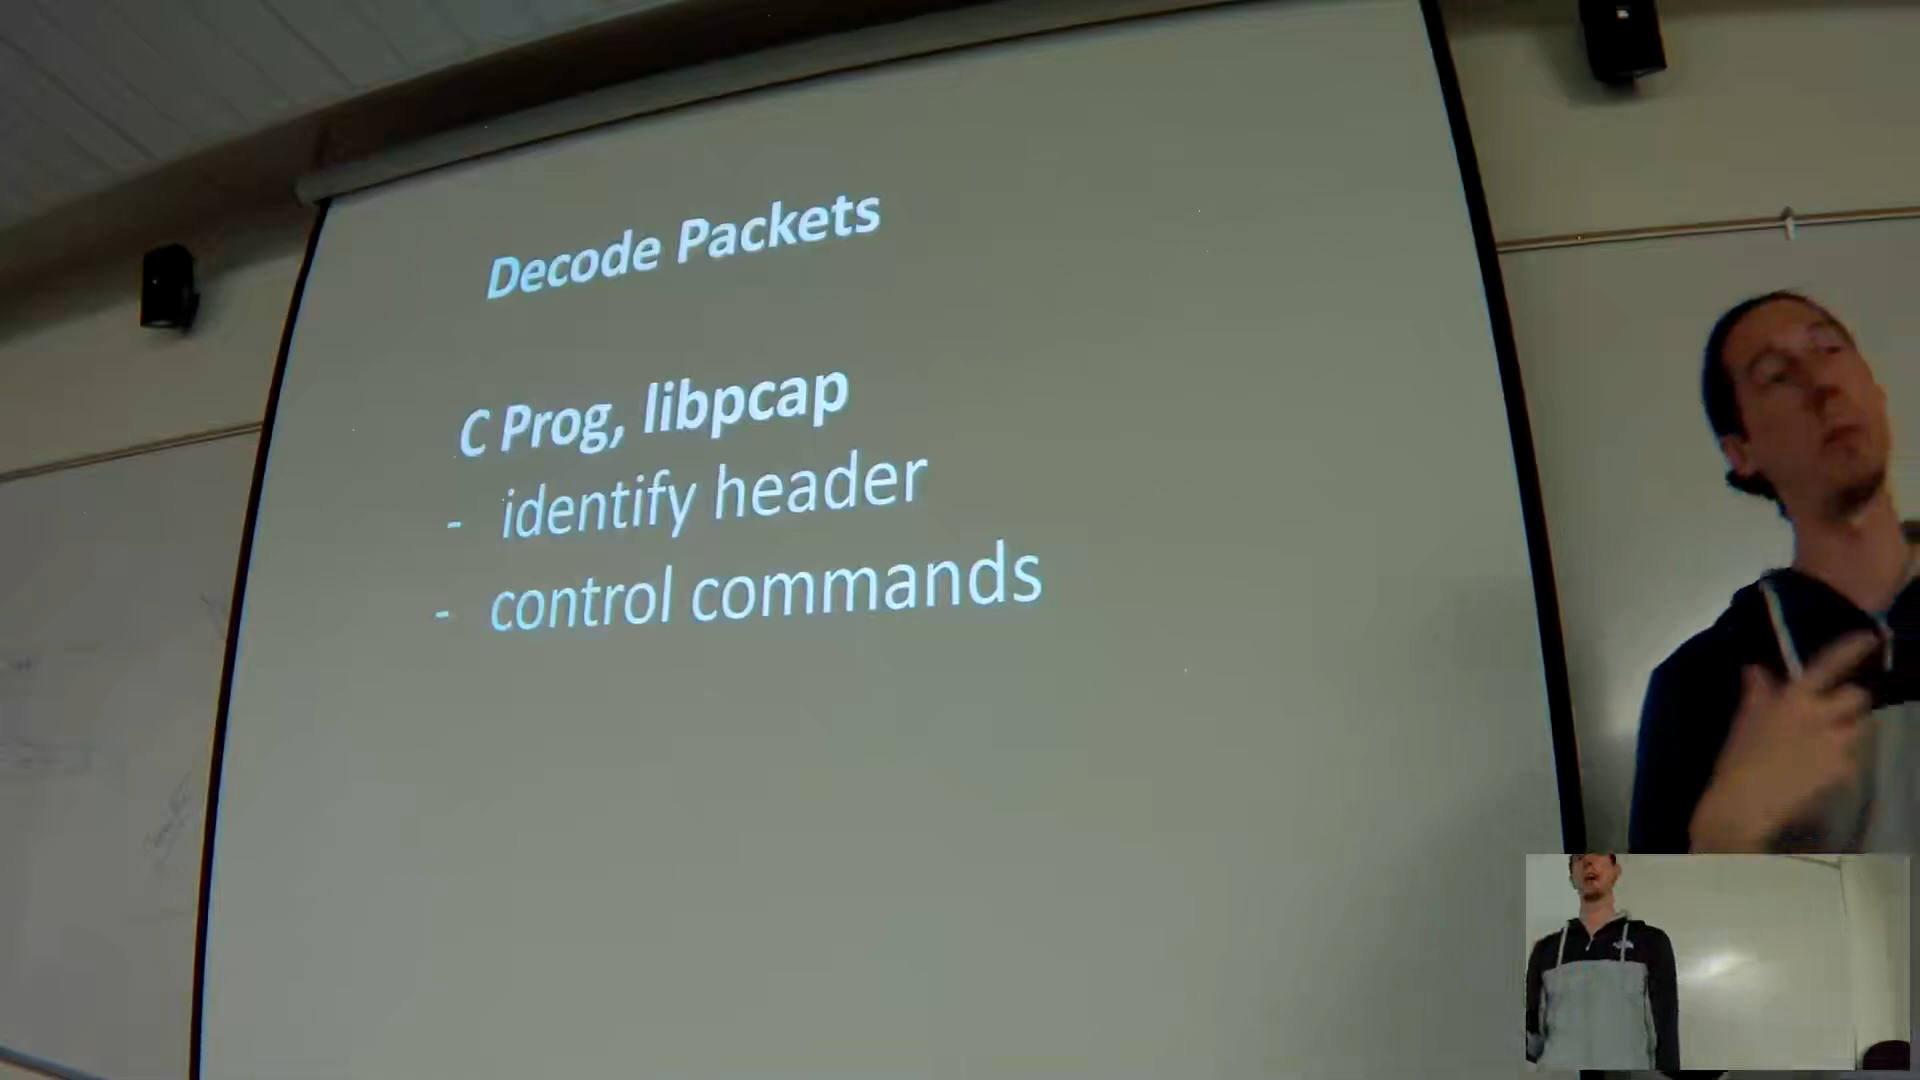 Decode Packets
C Prog, libpcap
- identify header
- control commands